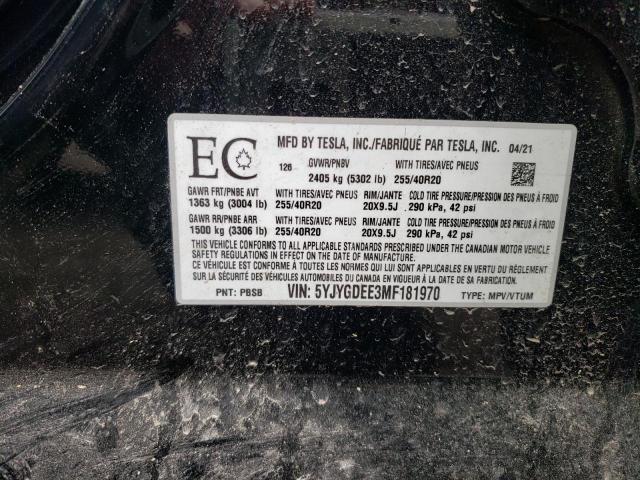 EC
MFD BY TESLA, INC./FABRIQUÉ PAR TESLA, INC. 04/21
126 GVWR/PNBV WITH TIRES/AVEC PNEUS
2405 kg (5302 lb) 255/40R20
GAWR FRT/PNBE AVT WITH TIRES/AVEC PNEUS RIM/JANTE COLD TIRE PRESSURE/PRESSION DES PNEUS À FROID
1363 kg (3004 lb) 255/40R20 20X9.5J 290 kPa, 42 psi
GAWR RR/PNBE ARR WITH TIRES/AVEC PNEUS RIM/JANTE COLD TIRE PRESSURE/PRESSION DES PNEUS À FROID
1500 kg (3306 lb) 255/40R20 20X9.5J 290 kPa, 42 psi
THIS VEHICLE CONFORMS TO ALL APPLICABLE STANDARDS PRESCRIBED UNDER THE CANADIAN MOTOR VEHICLE
SAFETY REGULATIONS IN EFFECT ON THE DATE OF MANUFACTURE.
CE VÉHICULE EST CONFORME À TOUTES LES NORMES QUI LUI SONT APPLICABLES EN VERTU DU RÈGLEMENT
SUR LA SÉCURITÉ DES VÉHICULES AUTOMOBILES DU CANADA EN VIGUEUR À LA DATE DE SA FABRICATION.
PNT: PBSB VIN: 5YJYGDEE3MF181970 TYPE: MPV/VTUM